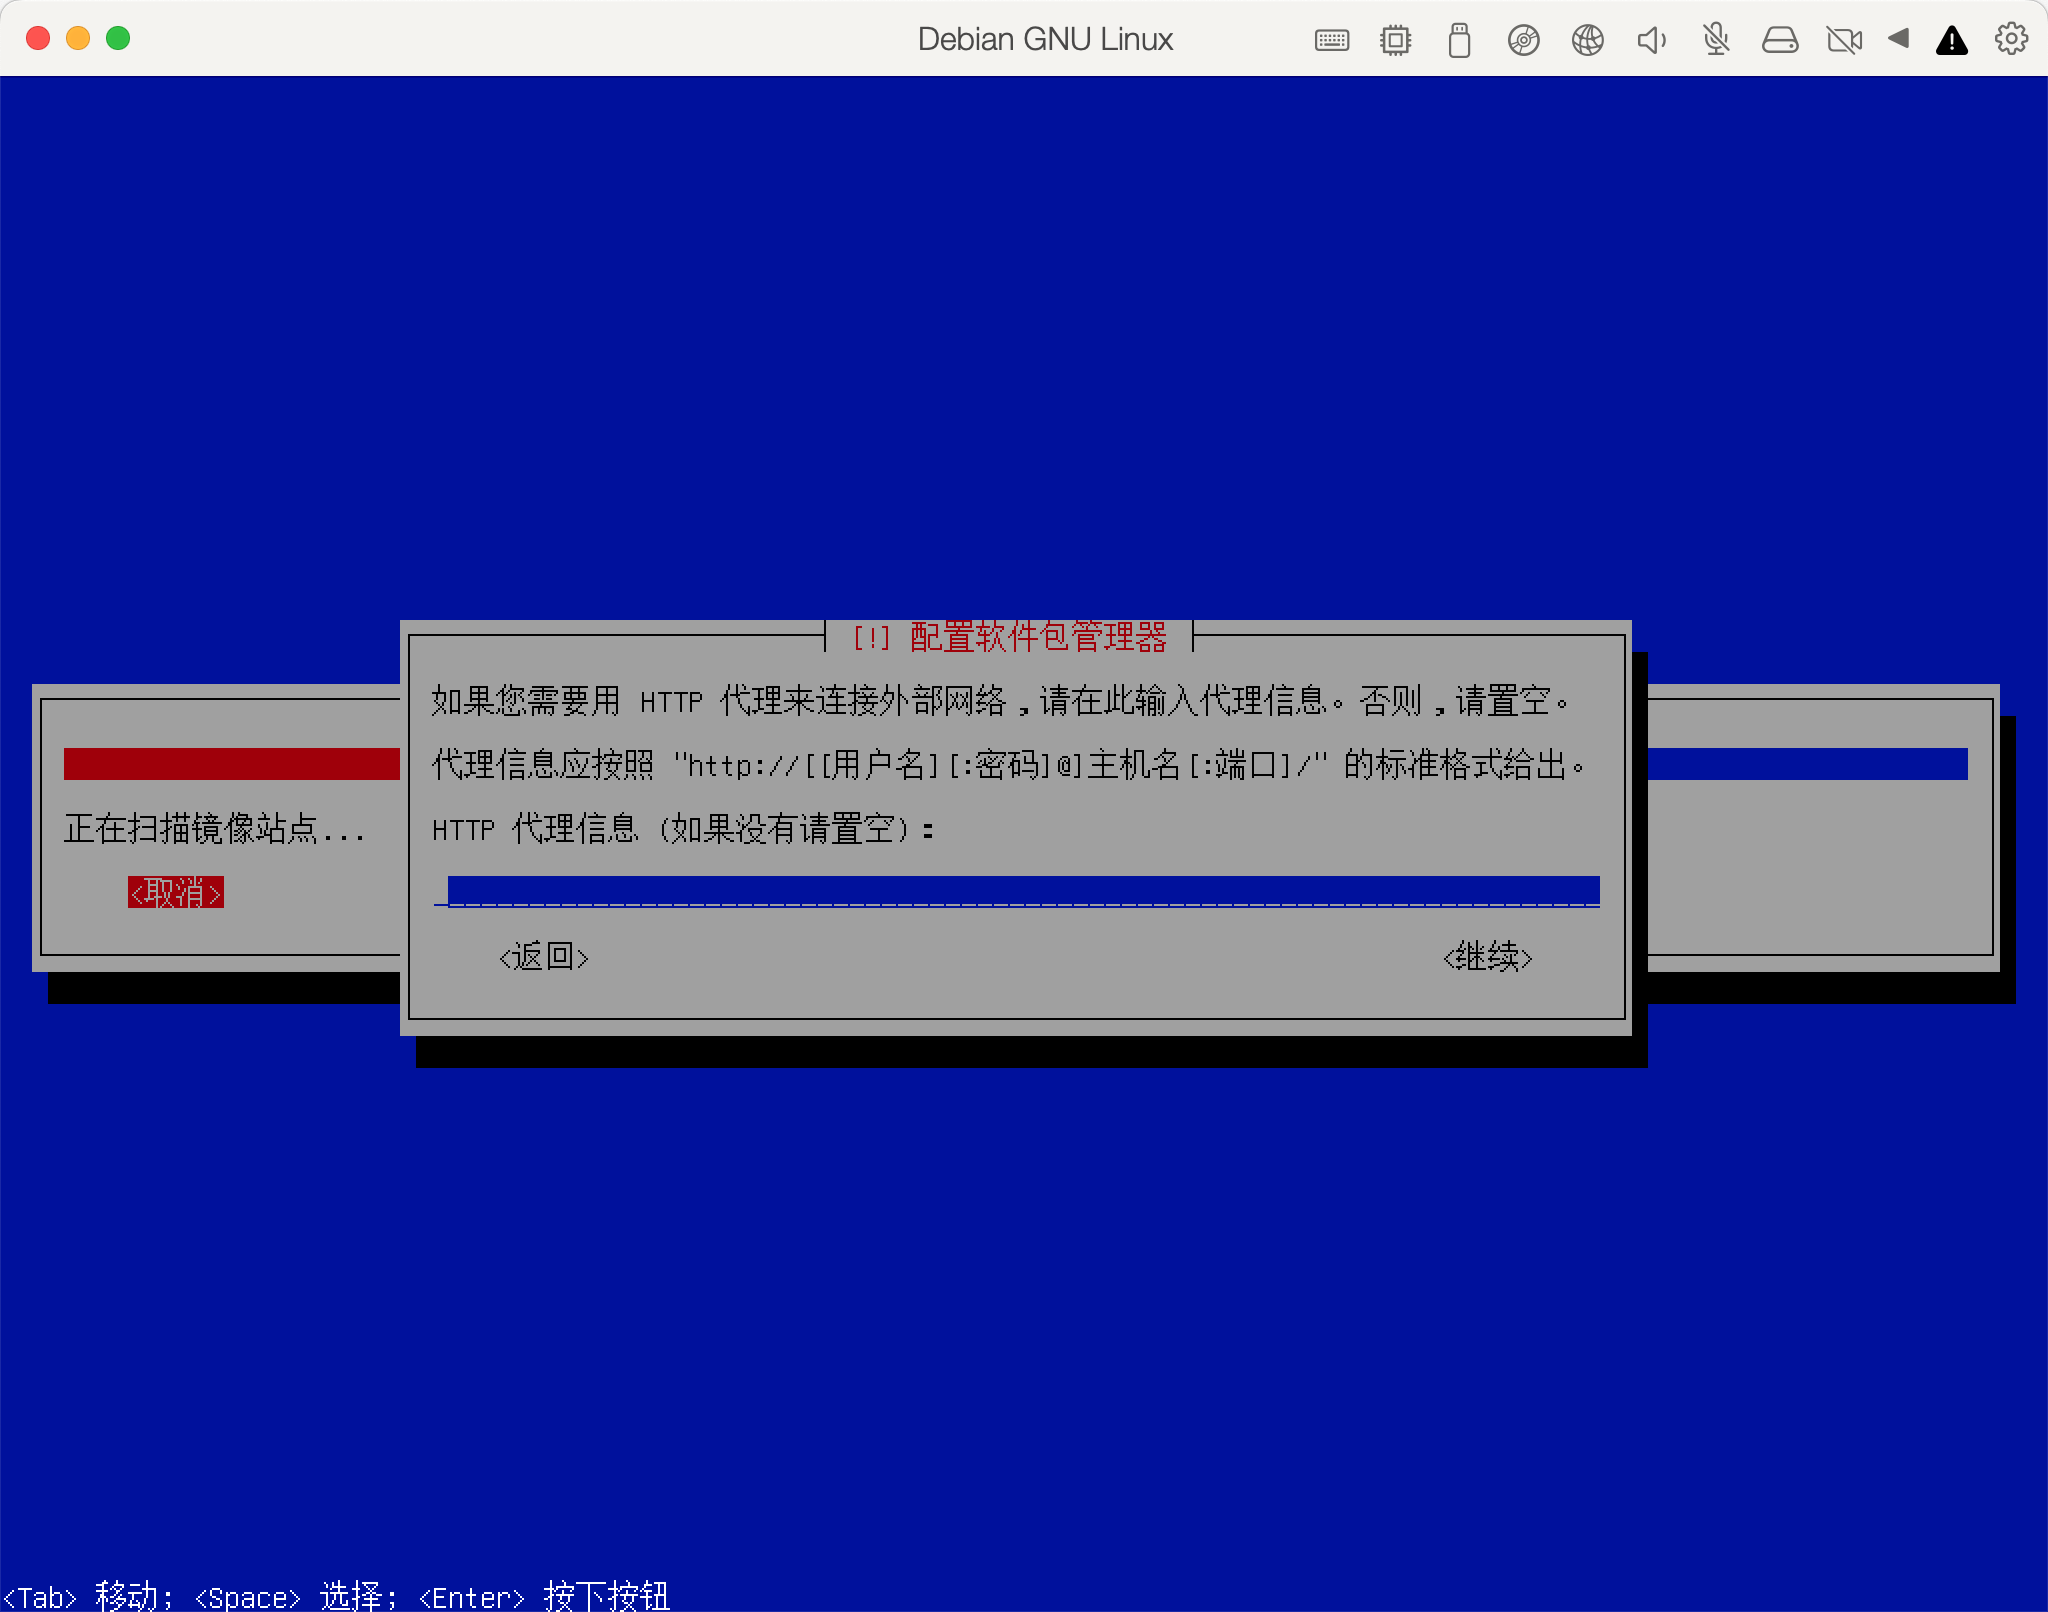 Debian GNU Linux
[!] 配置软件包管理器
如果您需要用 HTTP 代理来连接外部网络,请在此输入代理信息。否则,请置空。
代理信息应按照 "http://[[用户名][:密码]@]主机名[:端口]/" 的标准格式给出。
HTTP 代理信息 (如果没有请置空):
<返回> <继续>
正在扫描镜像站点...
<取消>
<Tab> 移动; <Space> 选择; <Enter> 按下按钮